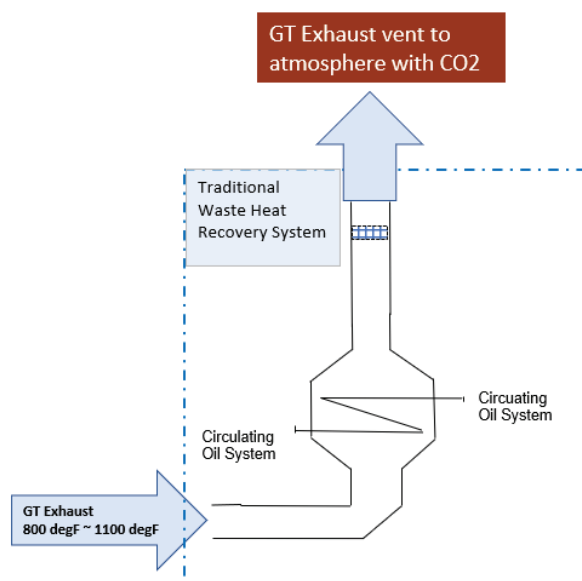 GT Exhaust vent to
atmosphere with CO2
Traditional
Waste Heat
Recovery System
Circuating
Oil System
Circulating
Oil System
GT Exhaust
800 degF ~ 1100 degF